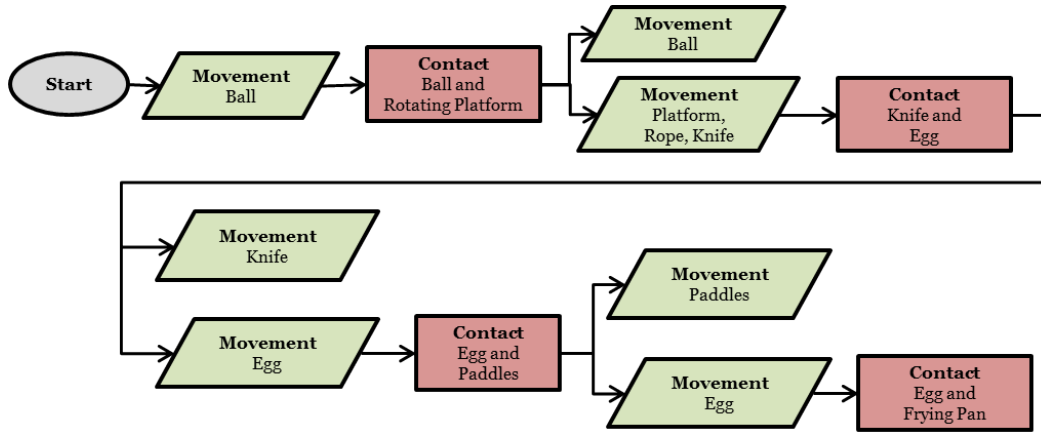 Start
Movement
Ball
Contact
Ball and
Rotating Platform
Movement
Ball
Movement
Platform,
Rope, Knife
Contact
Knife and
Egg
Movement
Knife
Movement
Egg
Contact
Egg and
Paddles
Movement
Paddles
Movement
Egg
Contact
Egg and
Frying Pan